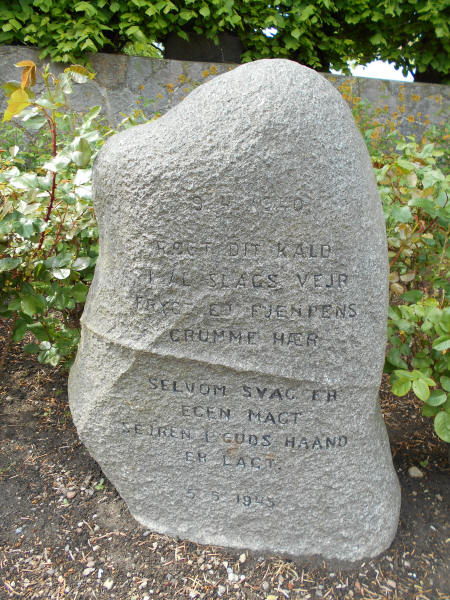 9 4 1940.
RØGT DIT KALD
I AL SLAGS VEJR
FRYGT EJ FJENDENS
GRUMME HÆR
SELVOM SVAG ER
EGEN MAGT
SEJREN I GUDS HAAND
ER LAGT.
5 5 1945